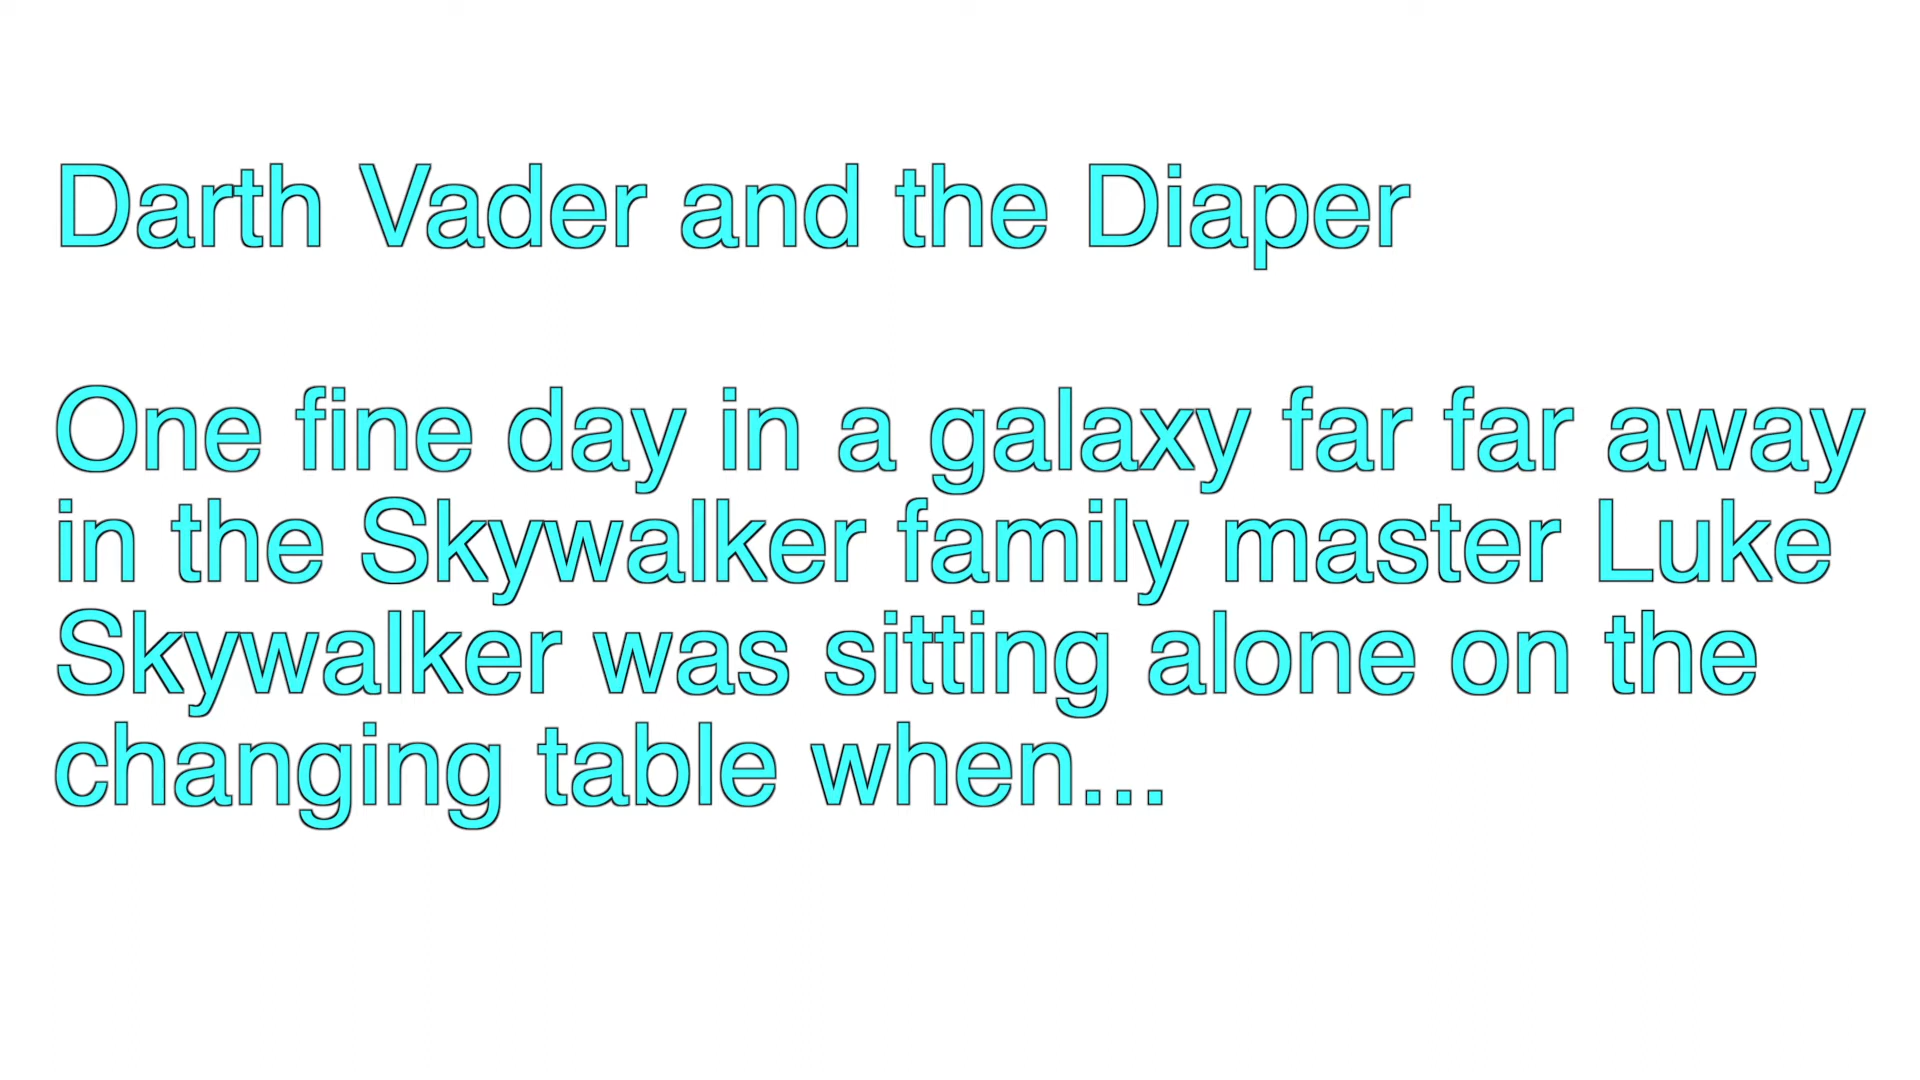 Darth Vader and the Diaper
One fine day in a galaxy far far away
in the Skywalker family master Luke
Skywalker was sitting alone on the
changing table when...